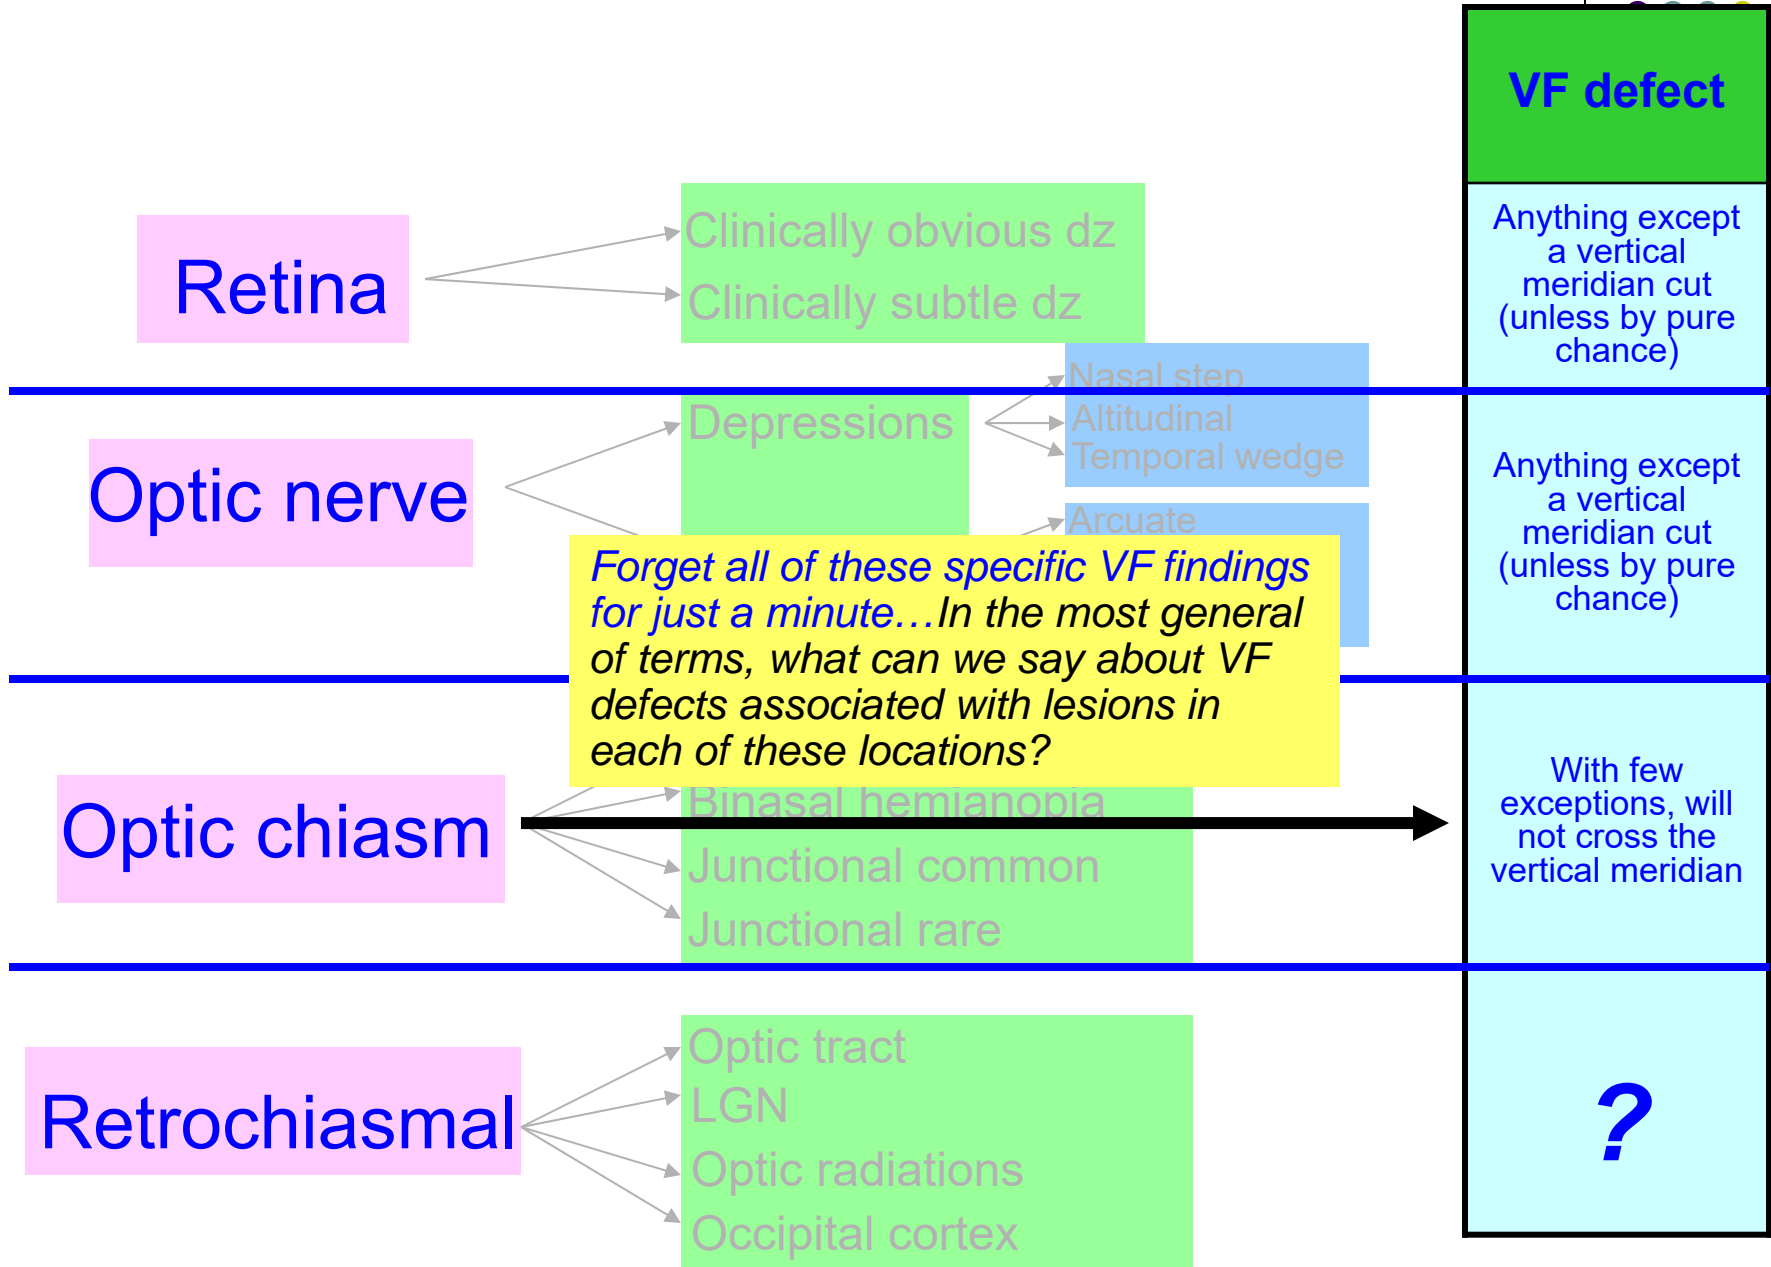 VF defect
Retina
Clinically obvious dz
Clinically subtle dz
Anything except
a vertical
meridian cut
(unless by pure
chance)
Optic nerve
Depressions
Nasal step
Altitudinal
Temporal wedge
Arcuate
Anything except
a vertical
meridian cut
(unless by pure
chance)
Forget all of these specific VF findings
for just a minute…In the most general
of terms, what can we say about VF
defects associated with lesions in
each of these locations?
Optic chiasm
Binasal hemianopia
Junctional common
Junctional rare
With few
exceptions, will
not cross the
vertical meridian
Retrochiasmal
Optic tract
LGN
Optic radiations
Occipital cortex
?